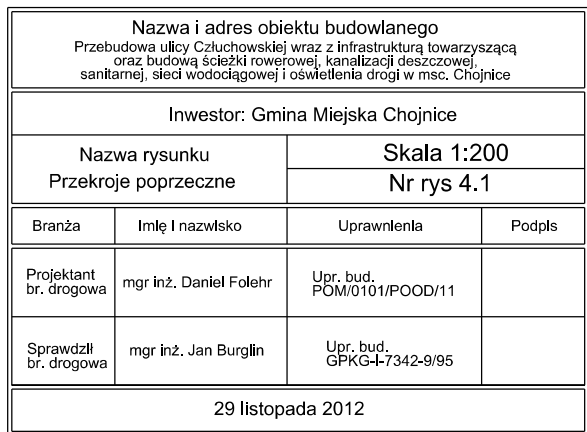 Nazwa i adres obiektu budowlanego
Przebudowa ulicy Człuchowskiej wraz z infrastrukturą towarzyszącą
oraz budową ścieżki rowerowej, kanalizacji deszczowej,
sanitarnej, sieci wodociągowej i oświetlenia drogi w msc. Chojnice
Inwestor: Gmina Miejska Chojnice
Nazwa rysunku
Przekroje poprzeczne
Skala 1:200
Nr rys 4.1
Branża Imię i nazwisko Uprawnienia Podpis
Projektant
br. drogowa
mgr inż. Daniel Folehr
Upr. bud.
POM/0101/POOD/11
Sprawdził
br. drogowa
mgr inż. Jan Burglin
Upr. bud.
GPKG-I-7342-9/95
29 listopada 2012